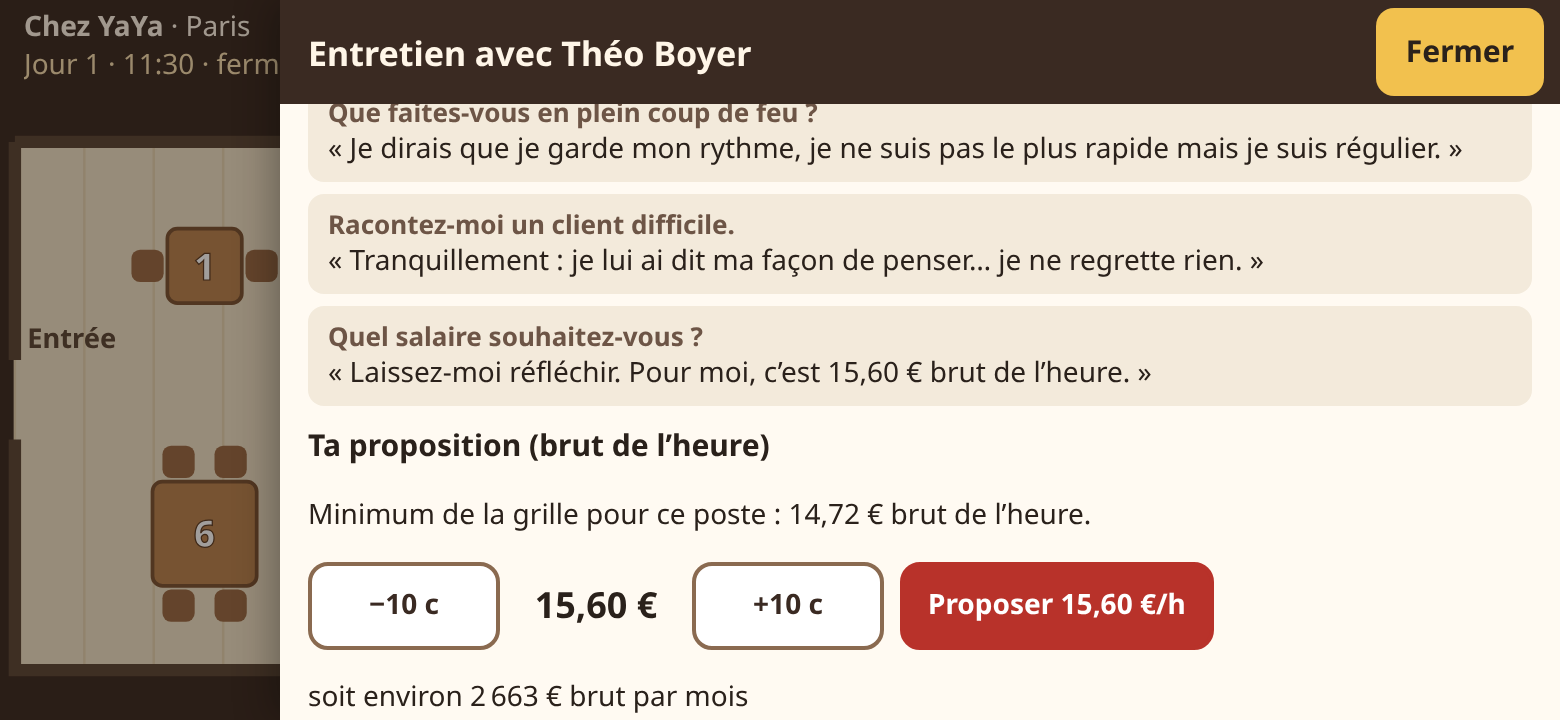 Chez YaYa · Paris
Jour 1 · 11:30 · ferm
Entretien avec Théo Boyer
Fermer
Que faites-vous en plein coup de feu ?
« Je dirais que je garde mon rythme, je ne suis pas le plus rapide mais je suis régulier. »
Racontez-moi un client difficile.
« Tranquillement : je lui ai dit ma façon de penser… je ne regrette rien. »
Quel salaire souhaitez-vous ?
« Laissez-moi réfléchir. Pour moi, c’est 15,60 € brut de l’heure. »
Ta proposition (brut de l’heure)
Minimum de la grille pour ce poste : 14,72 € brut de l’heure.
−10 c
15,60 €
+10 c
Proposer 15,60 €/h
soit environ 2 663 € brut par mois
1
Entrée
6